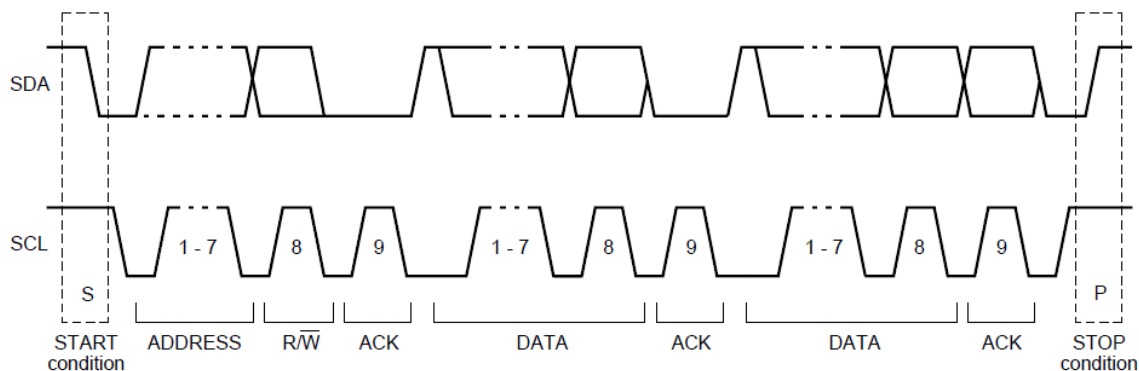 SDA
SCL
1 - 7
8
9
1 - 7
8
9
1 - 7
8
9
S
P
START
condition
ADDRESS
R/W̅
ACK
DATA
ACK
DATA
ACK
STOP
condition